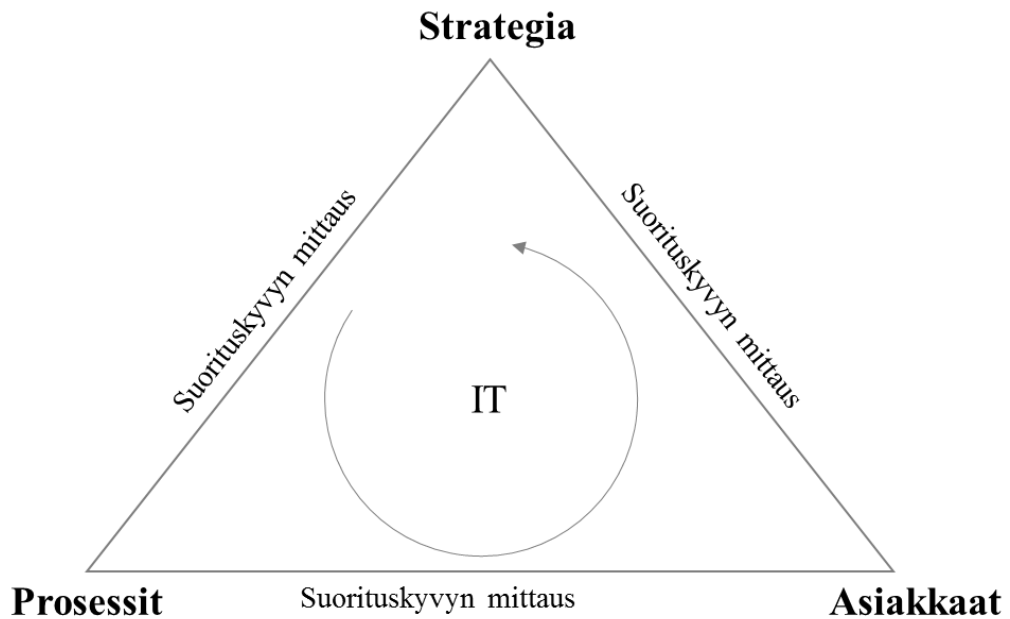 Strategia
Suorituskyvyn mittaus
Suorituskyvyn mittaus
IT
Prosessit
Suorituskyvyn mittaus
Asiakkaat